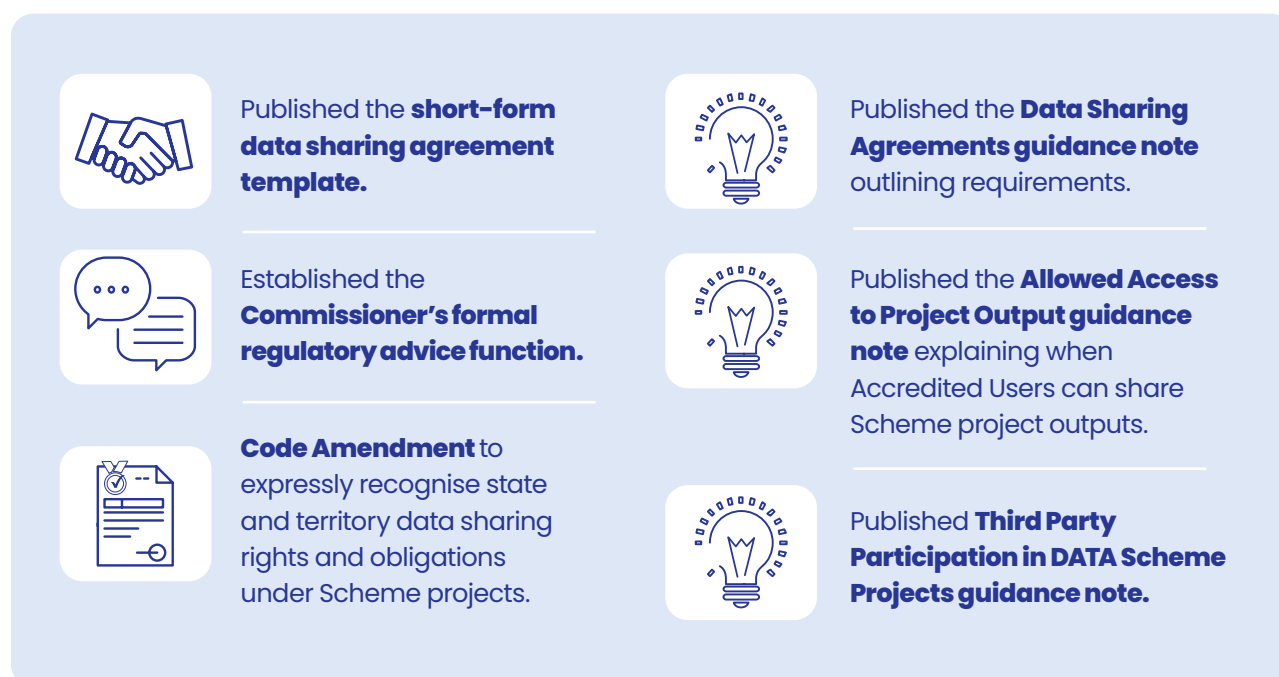 Published the short-form
data sharing agreement
template.
Established the
Commissioner's formal
regulatory advice function.
Code Amendment to
expressly recognise state
and territory data sharing
rights and obligations
under Scheme projects.
Published the Data Sharing
Agreements guidance note
outlining requirements.
Published the Allowed Access
to Project Output guidance
note explaining when
Accredited Users can share
Scheme project outputs.
Published Third Party
Participation in DATA Scheme
Projects guidance note.